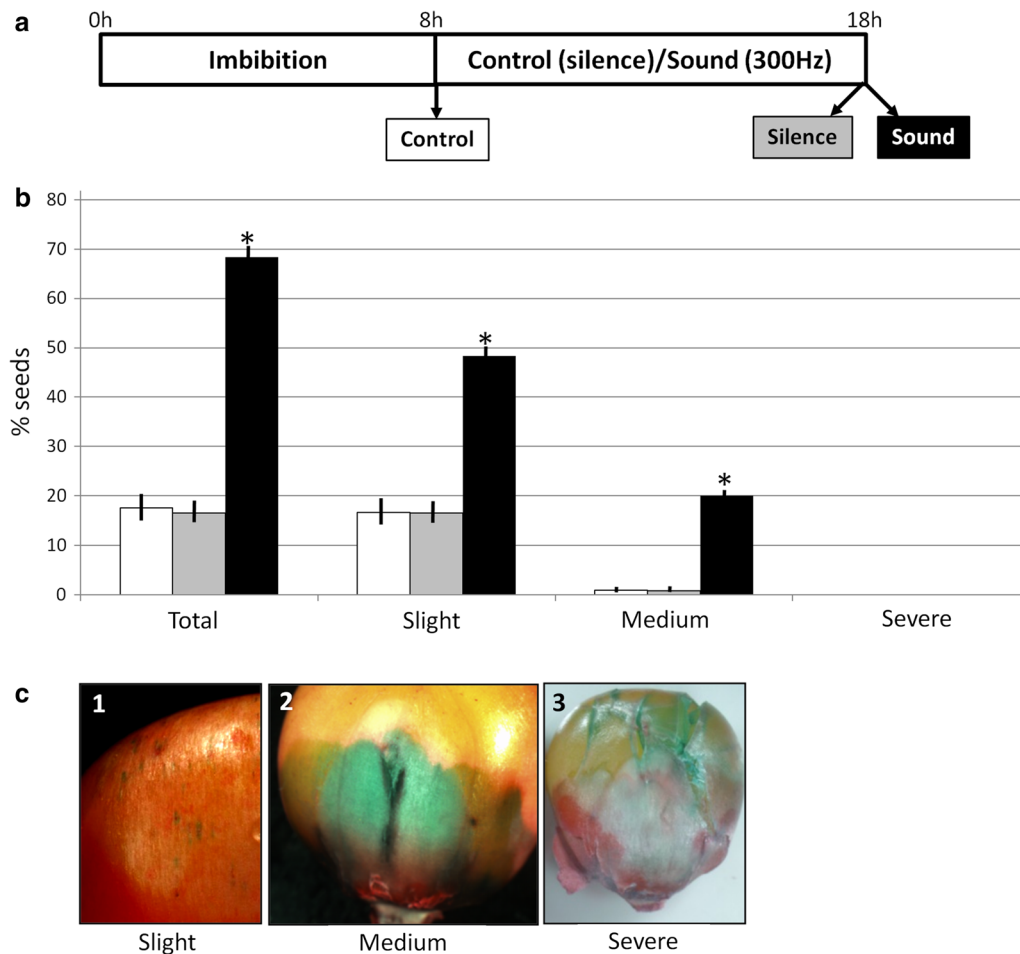 a
0h 8h 18h
Imbibition Control (silence)/Sound (300Hz)
Control Silence Sound
b
% seeds
80
70
60
50
40
30
20
10
0
* * *
Total Slight Medium Severe
c
1 2 3
Slight Medium Severe